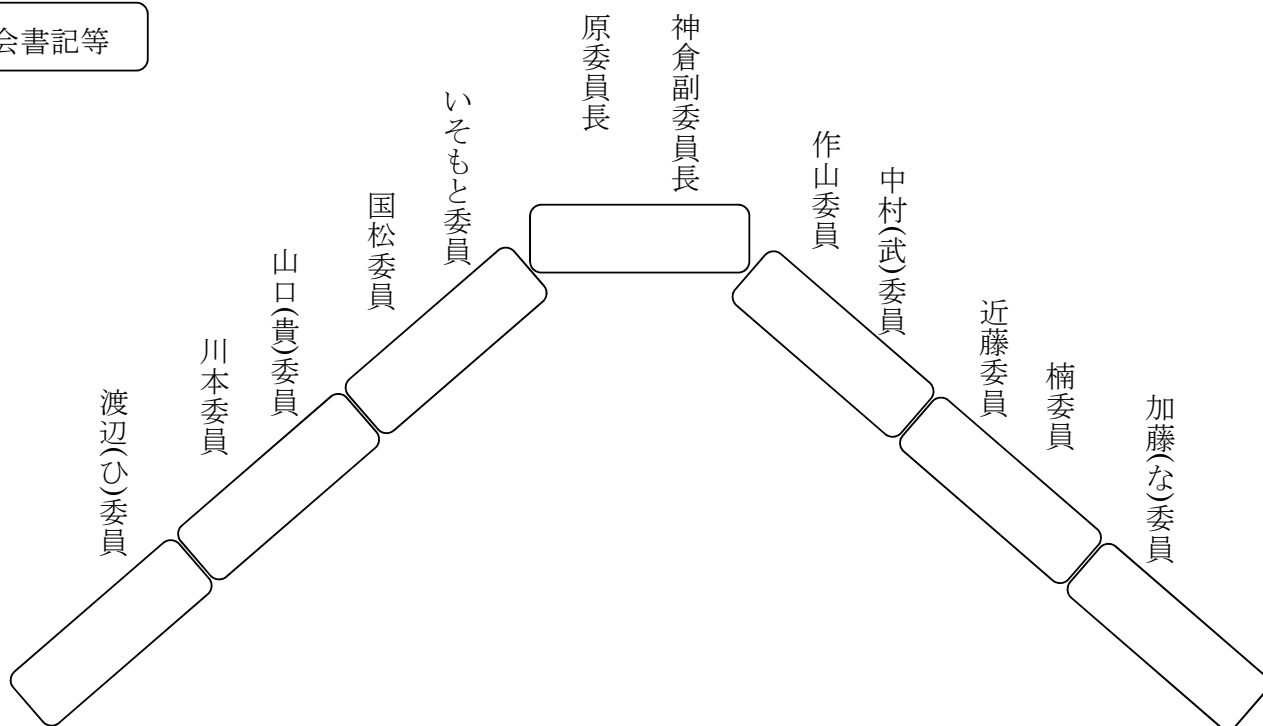 会書記等
原委員長
神倉副委員長
いそもと委員
国松委員
山口(貴)委員
川本委員
渡辺(ひ)委員
作山委員
中村(武)委員
近藤委員
楠委員
加藤(な)委員